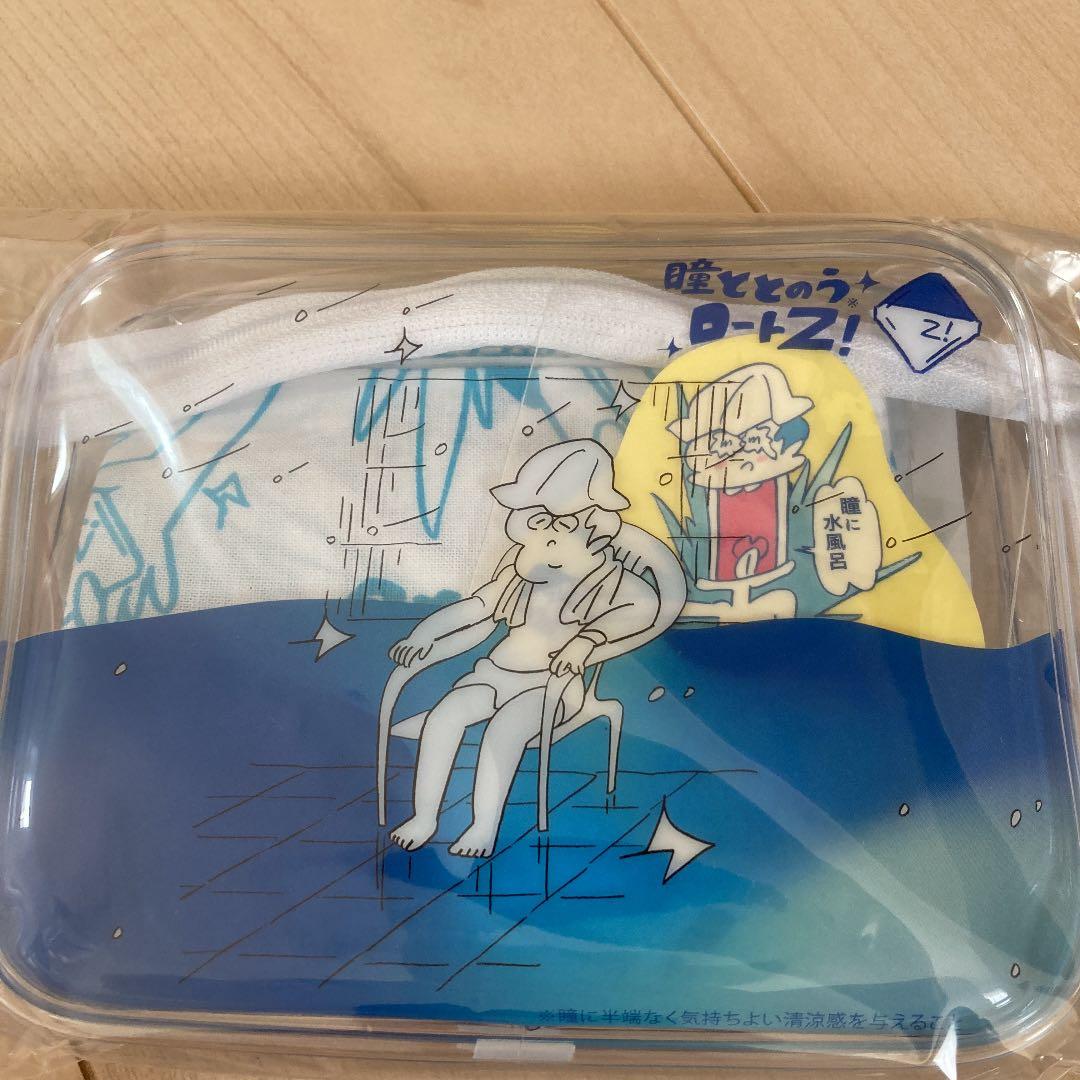 瞳ととのう※
ロートZ!
Z!
瞳に
水風呂
※瞳に半端なく気持ちよい清涼感を与えること